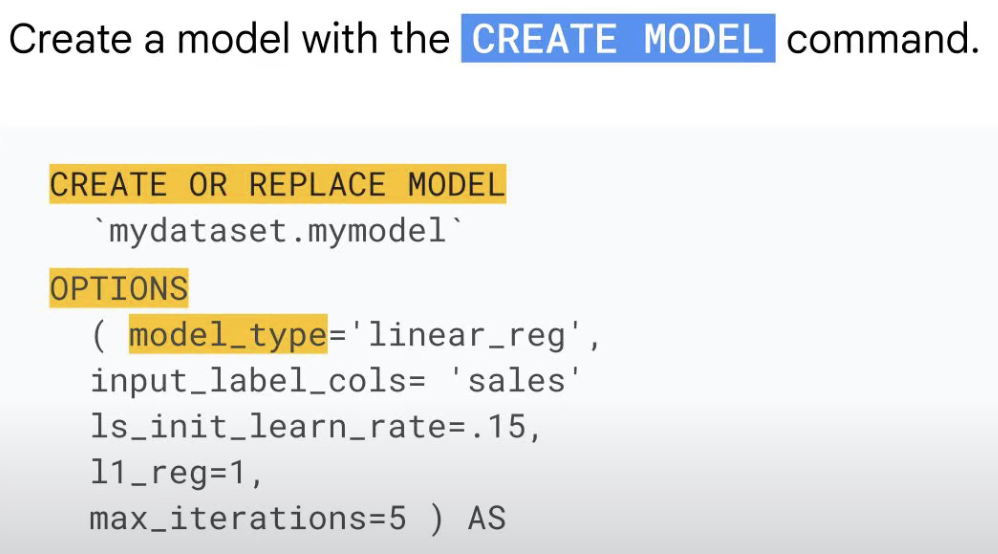 Create a model with the CREATE MODEL command.
CREATE OR REPLACE MODEL
`mydataset.mymodel`
OPTIONS
( model_type='linear_reg',
input_label_cols= 'sales'
ls_init_learn_rate=.15,
l1_reg=1,
max_iterations=5 ) AS